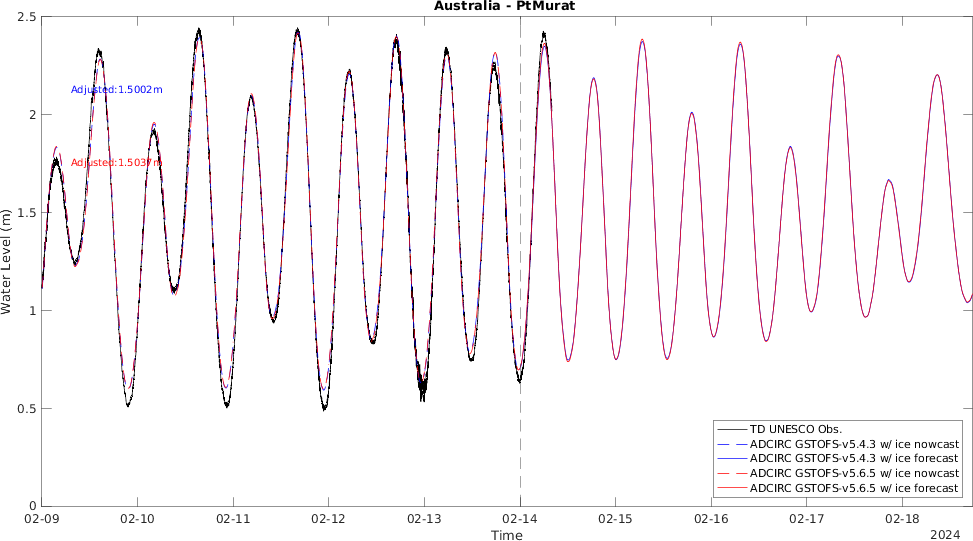 Australia - PtMurat
2.5
2
1.5
1
0.5
0
Water Level (m)
Adjusted:1.5002m
Adjusted:1.5037m
TD UNESCO Obs.
ADCIRC GSTOFS-v5.4.3 w/ ice nowcast
ADCIRC GSTOFS-v5.4.3 w/ ice forecast
ADCIRC GSTOFS-v5.6.5 w/ ice nowcast
ADCIRC GSTOFS-v5.6.5 w/ ice forecast
02-09 02-10 02-11 02-12 02-13 02-14 02-15 02-16 02-17 02-18
Time
2024